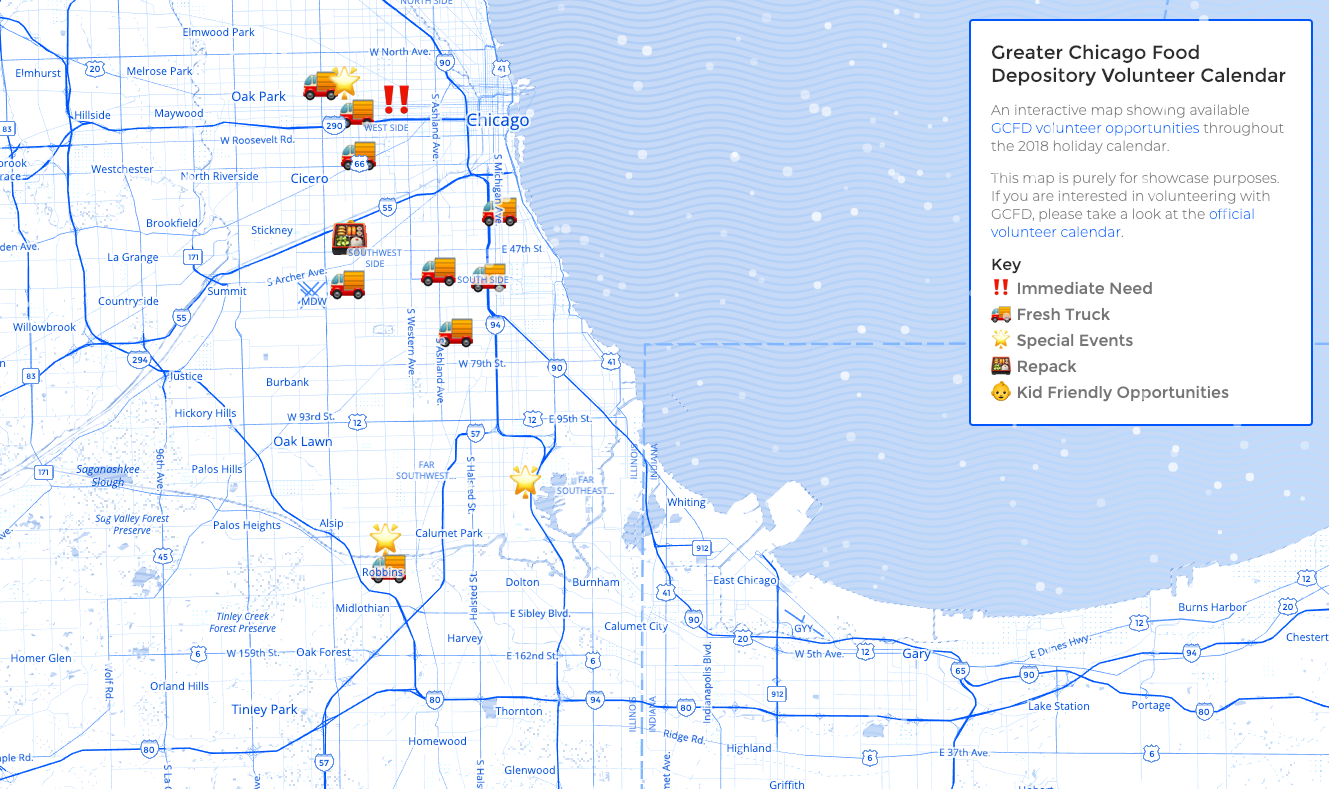 NORTH SIDE
Elmwood Park
W North Ave.
90
Elmhurst
20
Melrose Park
41
Oak Park
S Ashland Ave.
Hillside
Maywood
290
WEST SIDE
Chicago
83
W Roosevelt Rd.
66
Westchester
North Riverside
Cicero
S Michigan Ave.
55
Brookfield
Stickney
den Ave.
La Grange
171
SOUTHWEST
SIDE
E 47th St
S Archer Ave.
Summit
SOUTH SIDE
MDW
Countryside
55
Willowbrook
S Western Ave.
94
294
S Ashland Ave.
W 79th St.
41
90
83
Justice
Burbank
Hickory Hills
W 93rd St.
12
12
E 95th St.
57
Oak Lawn
171
Saganashkee
Slough
96th Ave.
Palos Hills
FAR
SOUTHWEST...
S Halsted St.
FAR
SOUTHEAST...
ILLINOIS
INDIANA
Whiting
Sag Valley Forest
Preserve
Palos Heights
Alsip
Calumet Park
912
45
Robbins
Dolton
Burnham
East Chicago
41
12
20
Burns Harbor
Tinley Creek
Forest Preserve
Midlothian
Halsted St.
E Sibley Blvd.
Calumet City
90
GYY
12
Chestert
Harvey
20
E Dunes Hwy.
Homer Glen
6
W 159th St.
Oak Forest
E 162nd St.
6
W 5th Ave.
12
Gary
94
65
90
Orland Hills
Wolf Rd.
Indianapolis Blvd.
912
Tinley Park
80
Thornton
94
ILLINOIS
INDIANA
80
Lake Station
Portage
80
Homewood
Ridge Rd.
Highland
80
57
6
E 37th Ave.
6
Glenwood
Griffith
Greater Chicago Food
Depository Volunteer Calendar
An interactive map showing available
GCFD volunteer opportunities throughout
the 2018 holiday calendar.
This map is purely for showcase purposes.
If you are interested in volunteering with
GCFD, please take a look at the official
volunteer calendar.
Key
Immediate Need
Fresh Truck
Special Events
Repack
Kid Friendly Opportunities